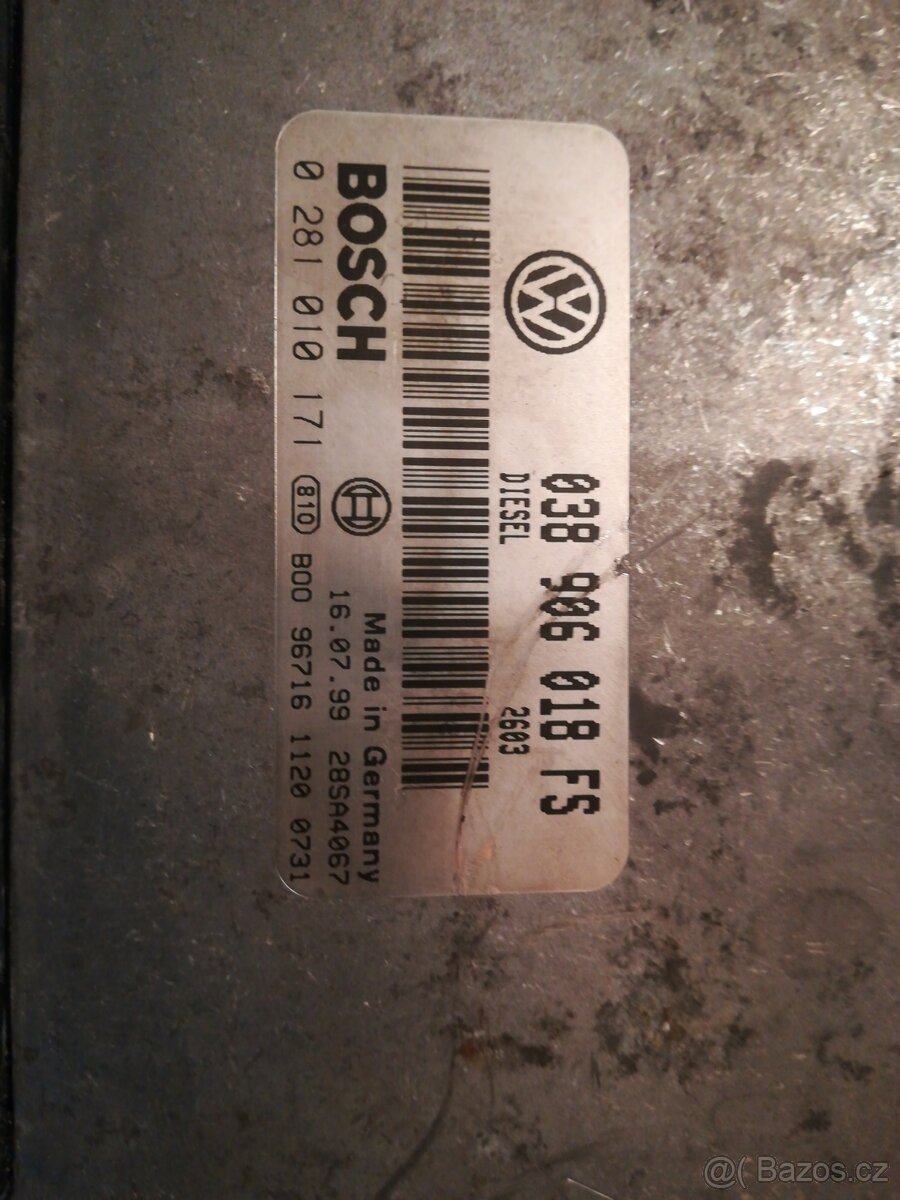 038 906 018 FS
DIESEL 2603
BOSCH
Made in Germany
16.07.99 28SA4067
0 281 010 171 810 B00 96716 1120 0731
@( Bazos.cz